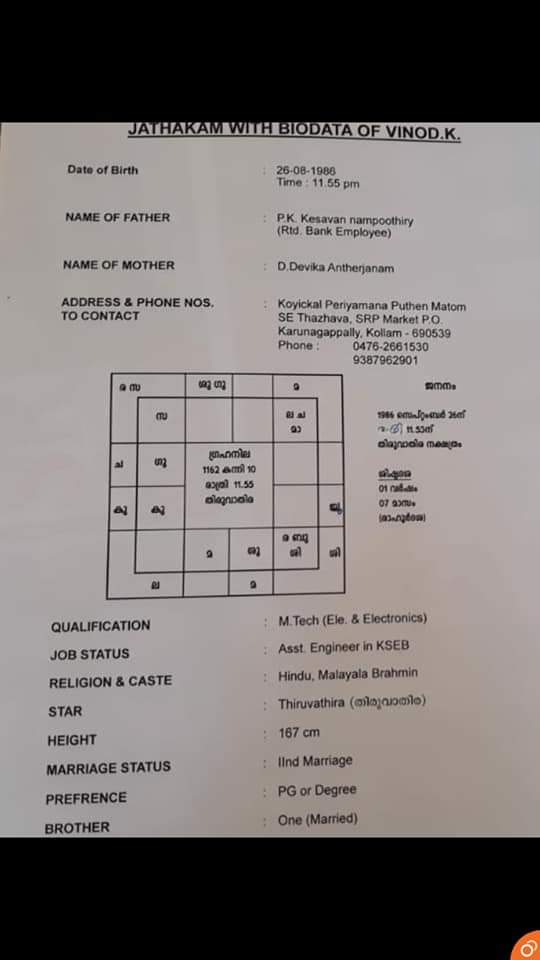 JATHAKAM WITH BIODATA OF VINOD.K.
Date of Birth : 26-08-1986
Time : 11.55 pm
NAME OF FATHER : P.K. Kesavan nampoothiry
(Rtd. Bank Employee)
NAME OF MOTHER : D.Devika Antherjanam
ADDRESS & PHONE NOS. : Koyickal Periyamana Puthen Matom
TO CONTACT SE Thazhava, SRP Market P.O.
Karunagappally, Kollam - 690539
Phone : 0476-2661530
9387962901
ര സ ശു ഗു മ
സ ല ച
മാ
ച ഗു ഗ്രഹനില
1162 കന്നി 10
കു കു രാത്രി 11.55
തിരുവാതിര
മ ശു ര ബു
ശി ശി
ല മ
ജനനം
1986 സെപ്റ്റംബർ 26ന്
11.55ന്
തിരുവാതിര നക്ഷത്രം
ശിഷ്ടദശ
01 വർഷം
07 മാസം
(രാഹുർദശ)
QUALIFICATION : M.Tech (Ele. & Electronics)
JOB STATUS : Asst. Engineer in KSEB
RELIGION & CASTE : Hindu, Malayala Brahmin
STAR : Thiruvathira (തിരുവാതിര)
HEIGHT : 167 cm
MARRIAGE STATUS : IInd Marriage
PREFRENCE : PG or Degree
BROTHER : One (Married)